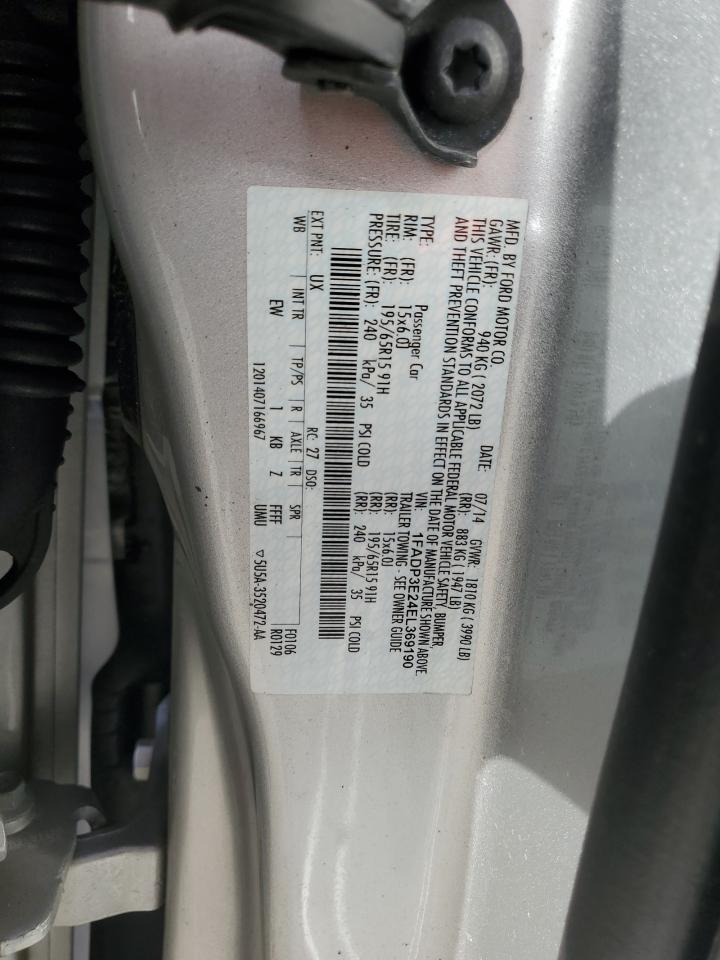 MFD. BY FORD MOTOR CO. DATE: 07/14 GVWR: 1810 KG ( 3990 LB)
GAWR: (FR): 940 KG ( 2072 LB) (RR): 883 KG ( 1947 LB)
THIS VEHICLE CONFORMS TO ALL APPLICABLE FEDERAL MOTOR VEHICLE SAFETY, BUMPER
AND THEFT PREVENTION STANDARDS IN EFFECT ON THE DATE OF MANUFACTURE SHOWN ABOVE.
VIN: 1FADP3E24EL369190
TYPE: Passenger Car TRAILER TOWING - SEE OWNER GUIDE
RIM: (FR): 15x6.0J (RR): 15x6.0J
TIRE: (FR): 195/65R15 91H (RR): 195/65R15 91H
PRESSURE: (FR): 240 kPa/ 35 PSI COLD (RR): 240 kPa/ 35 PSI COLD
EXT PNT: UX RC: 27 DSO: F0106
WB INT TR TP/PS R AXLE TR SPR R0129
EW 1 KB Z FFFF
1201407166967 UMU ▽5U5A-3520472-AA